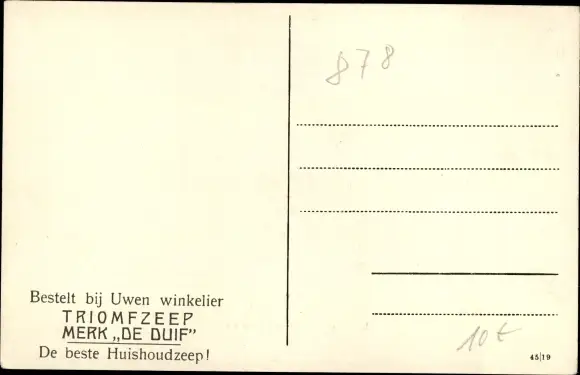 878
Bestelt bij Uwen winkelier
TRIOMFZEEP
MERK „DE DUIF"
De beste Huishoudzeep!
10 €
45|19